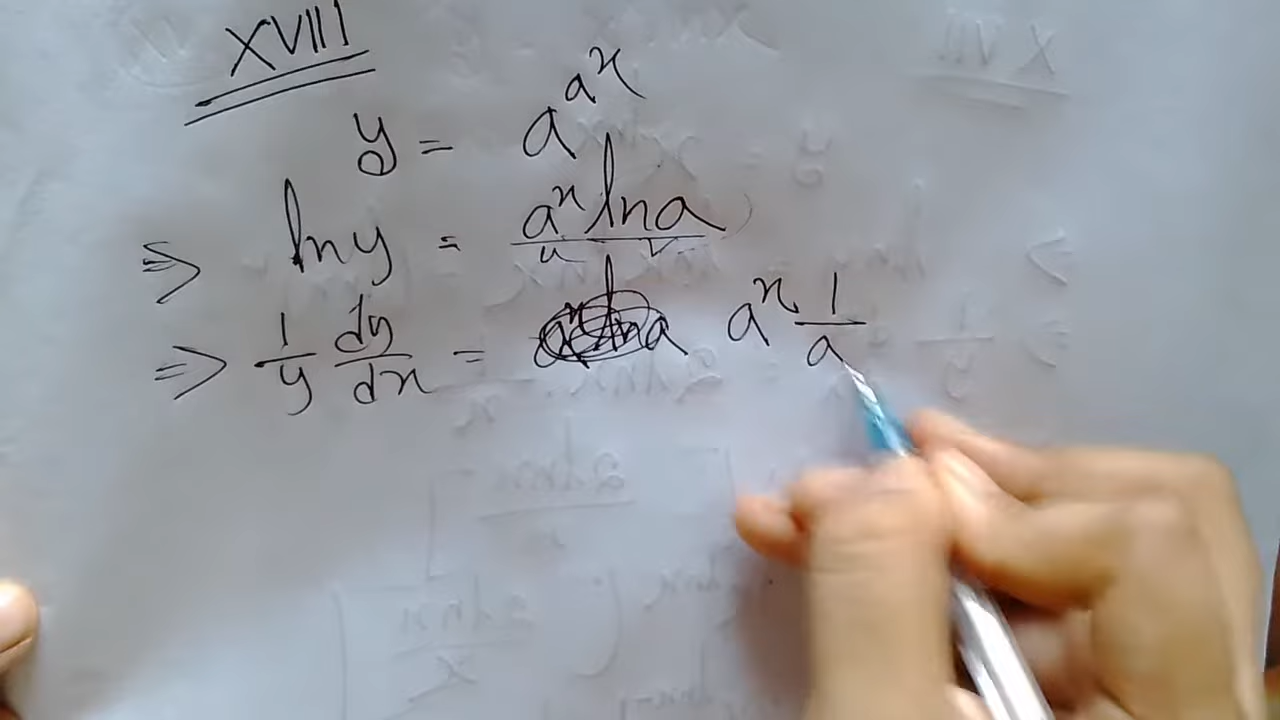 XVIII
y = a^{a^x}
⇒ ln y = a^x ln a
u v
⇒ 1/y dy/dx = a^x 1/a